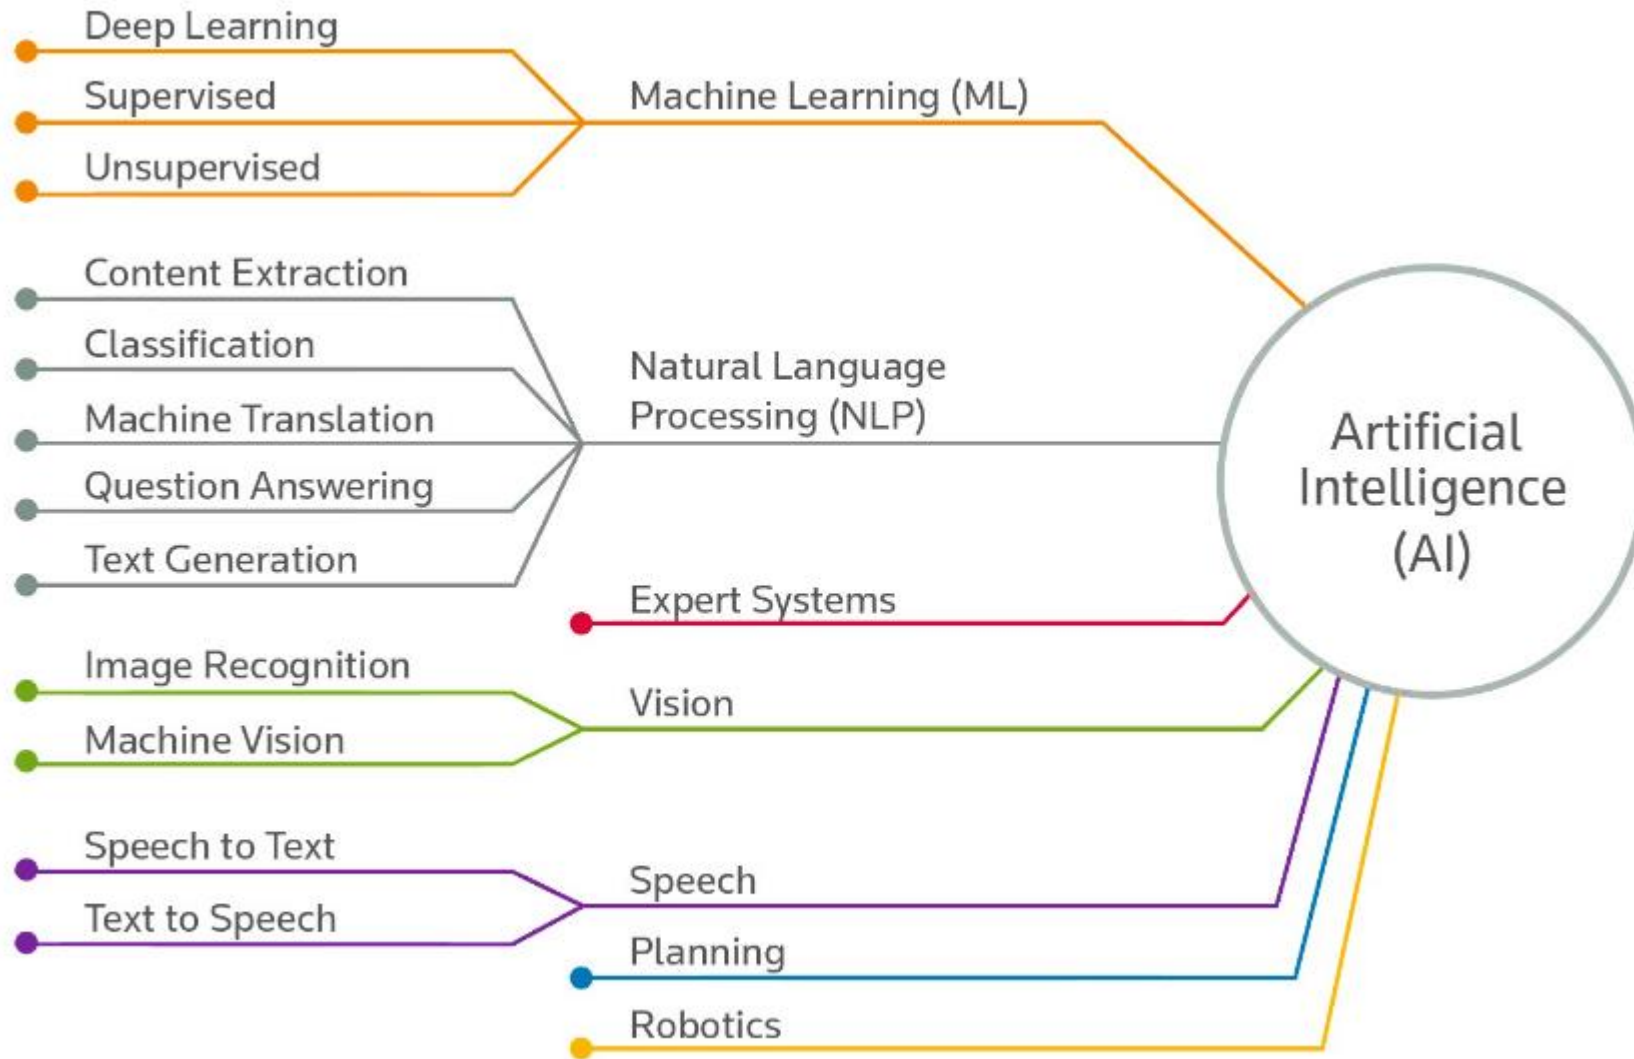 Deep Learning
Supervised
Unsupervised
Machine Learning (ML)
Content Extraction
Classification
Machine Translation
Question Answering
Text Generation
Natural Language
Processing (NLP)
Expert Systems
Image Recognition
Machine Vision
Vision
Speech to Text
Text to Speech
Speech
Planning
Robotics
Artificial
Intelligence
(AI)